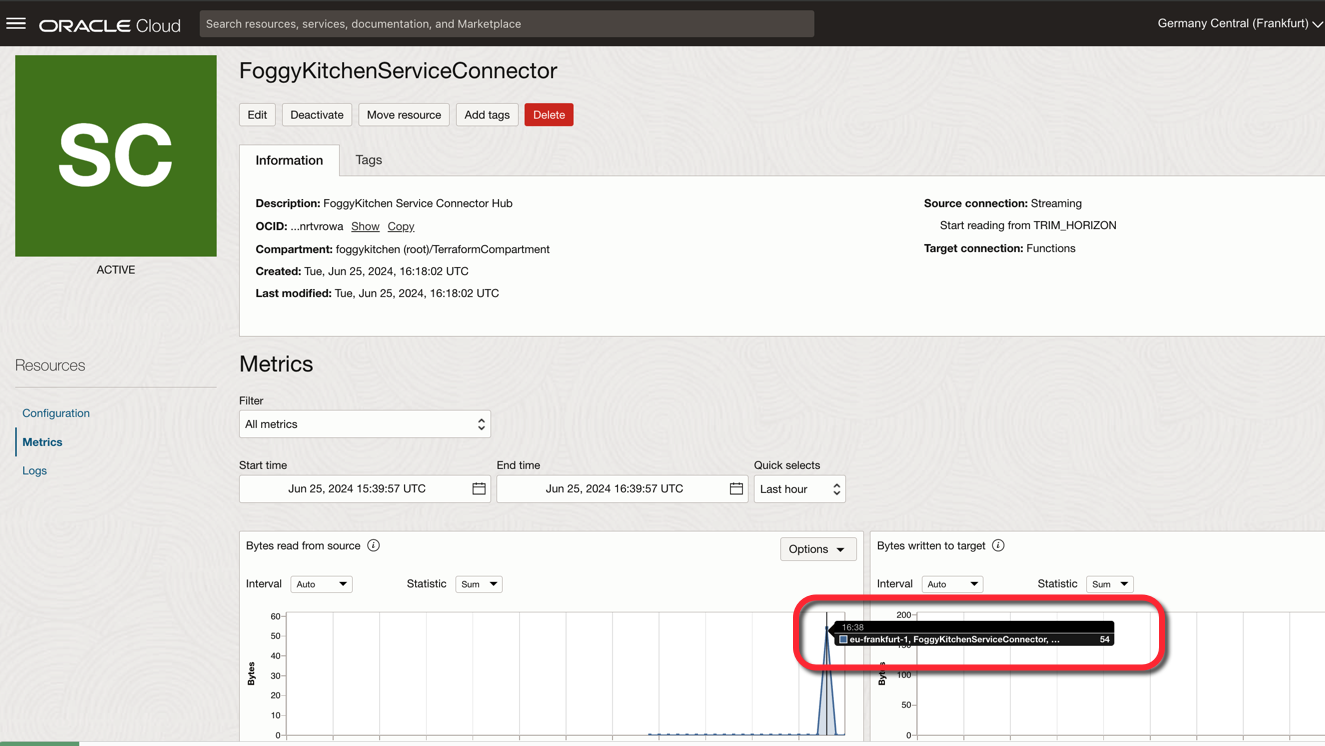 ORACLE Cloud
Search resources, services, documentation, and Marketplace
Germany Central (Frankfurt)
SC
ACTIVE
FoggyKitchenServiceConnector
Edit
Deactivate
Move resource
Add tags
Delete
Information
Tags
Description: FoggyKitchen Service Connector Hub
OCID: ...nrtvrowa Show Copy
Compartment: foggykitchen (root)/TerraformCompartment
Created: Tue, Jun 25, 2024, 16:18:02 UTC
Last modified: Tue, Jun 25, 2024, 16:18:02 UTC
Source connection: Streaming
Start reading from TRIM_HORIZON
Target connection: Functions
Resources
Configuration
Metrics
Logs
Metrics
Filter
All metrics
Start time
Jun 25, 2024 15:39:57 UTC
End time
Jun 25, 2024 16:39:57 UTC
Quick selects
Last hour
Bytes read from source
Options
Interval
Auto
Statistic
Sum
60
50
40
30
20
10
0
Bytes
16:38
eu-frankfurt-1, FoggyKitchenServiceConnector, ... 54
Bytes written to target
Interval
Auto
Statistic
Sum
200
150
100
50
0
Bytes